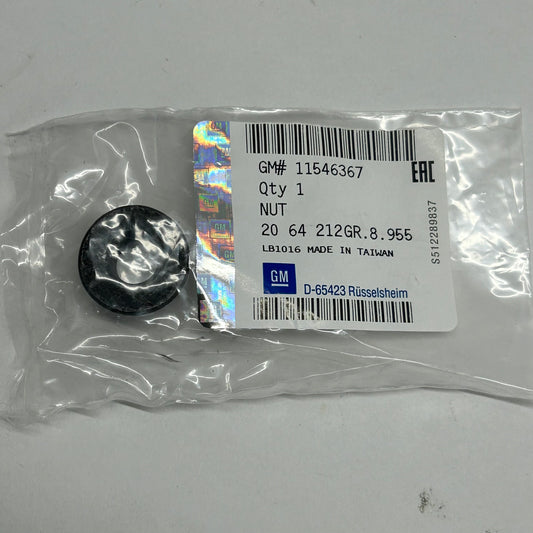 GM# 11546367
EAC
Qty 1
NUT
20 64 212GR.8.955
LB1016 MADE IN TAIWAN
S512289837
GM
D-65423 Rüsselsheim